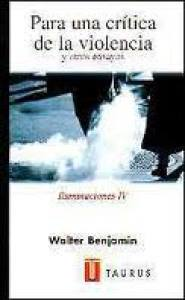 Para una crítica
de la violencia
y otros ensayos
Iluminaciones IV
Walter Benjamin
T TAURUS